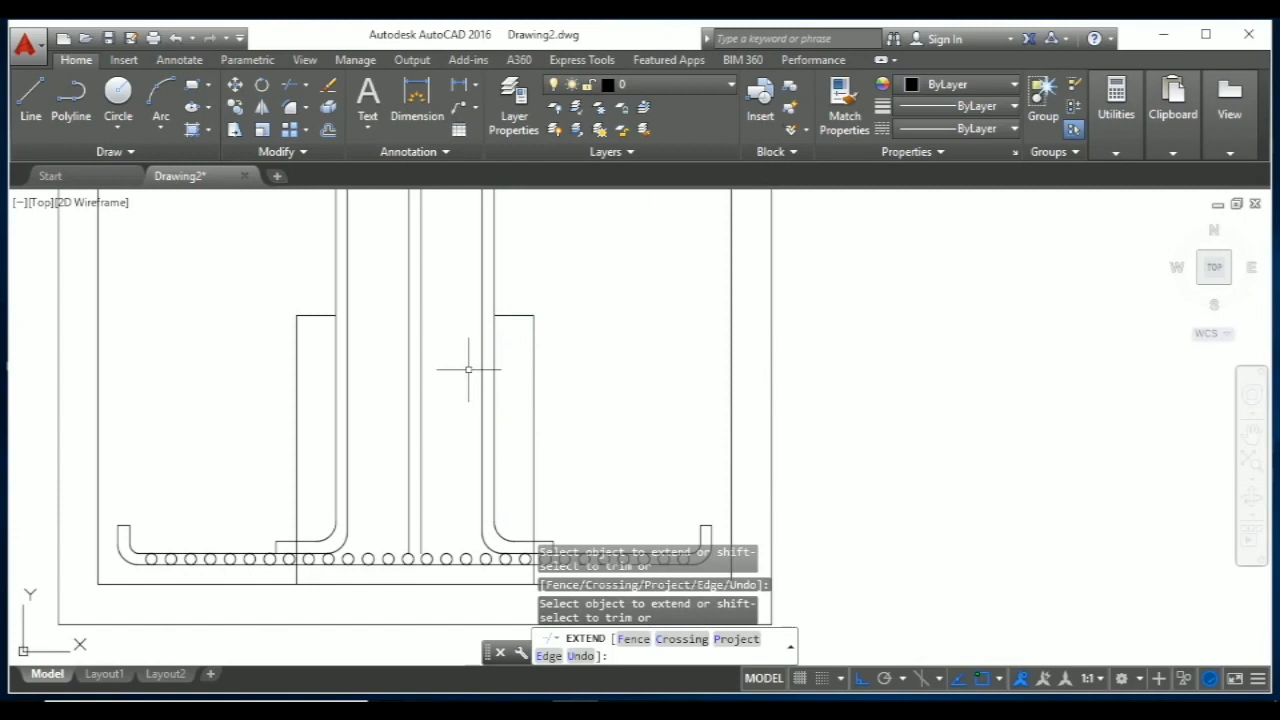 Autodesk AutoCAD 2016 Drawing2.dwg
Type a keyword or phrase
Sign In
Home Insert Annotate Parametric View Manage Output Add-ins A360 Express Tools Featured Apps BIM 360 Performance
0
ByLayer
ByLayer
ByLayer
Line Polyline Circle Arc
A
Text Dimension
Layer
Properties
Insert
Match
Properties
Group
Utilities Clipboard View
Draw Modify Annotation Layers Block Properties Groups
Start Drawing2*
[−][Top][2D Wireframe]
N
W TOP E
S
WCS
Select object to extend or shift-
select to trim or
[Fence/Crossing/Project/Edge/Undo]:
Select object to extend or shift-
select to trim or
EXTEND [Fence Crossing Project
Edge Undo]:
Y
X
Model Layout1 Layout2
MODEL 1:1